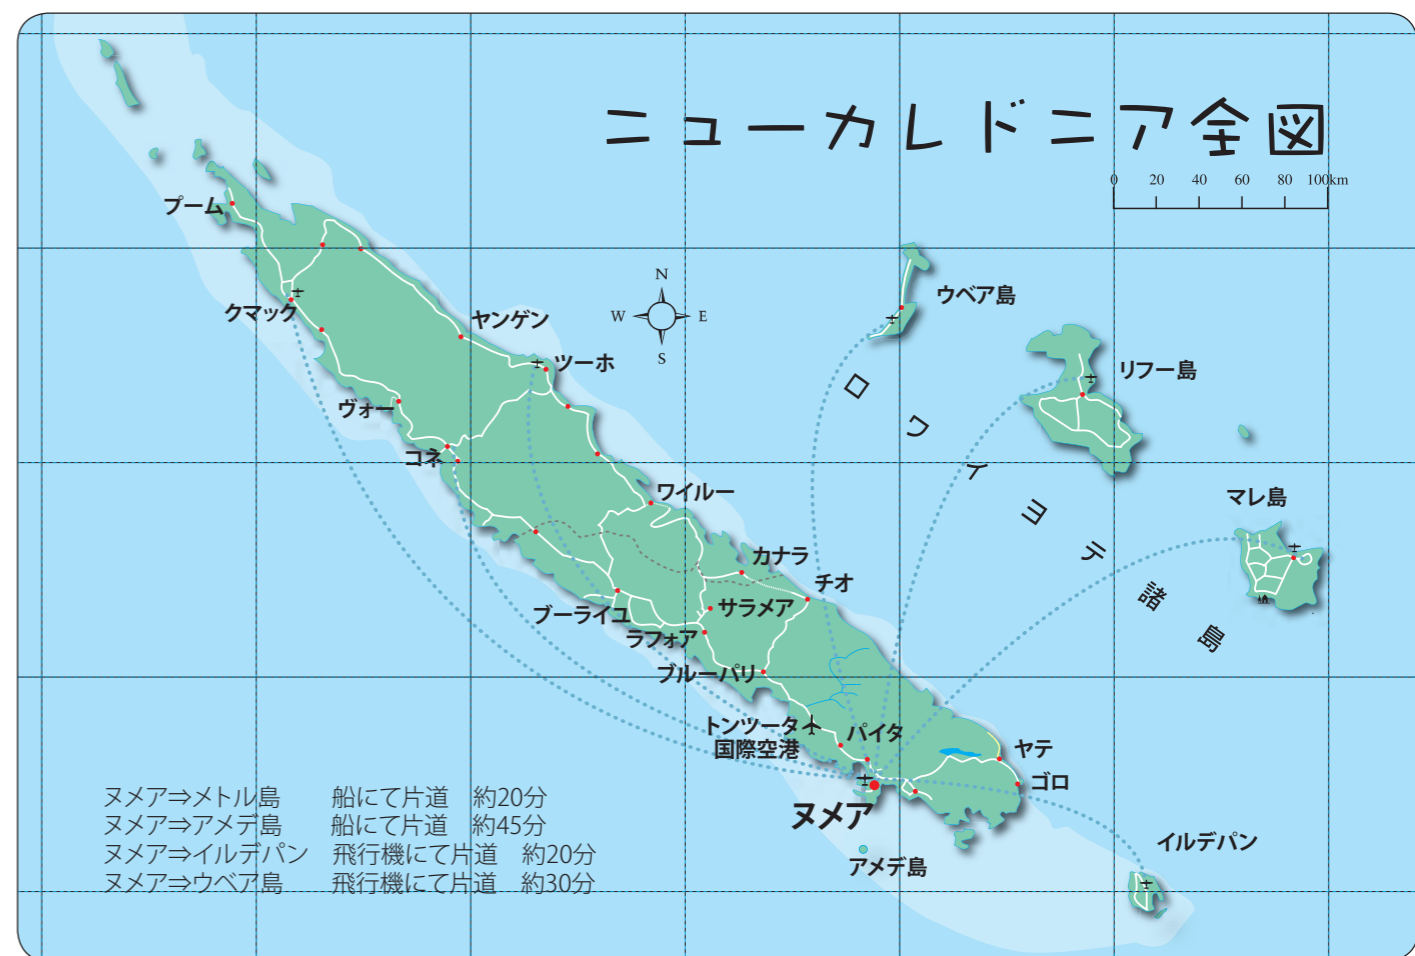 ニューカレドニア全図
0 20 40 60 80 100km
プーム
クマック
ヤンゲン
ツーホ
ヴォー
コネ
N
W E
S
ウベア島
リフー島
マレ島
ロワイヨテ諸島
ワイルー
カナラ
チオ
サラメア
ブーライユ
ラフォア
ブルーパリ
トンツータ
国際空港
パイタ
ヤテ
ゴロ
ヌメア
アメデ島
イルデパン
ヌメア⇒メトル島 船にて片道 約20分
ヌメア⇒アメデ島 船にて片道 約45分
ヌメア⇒イルデパン 飛行機にて片道 約20分
ヌメア⇒ウベア島 飛行機にて片道 約30分